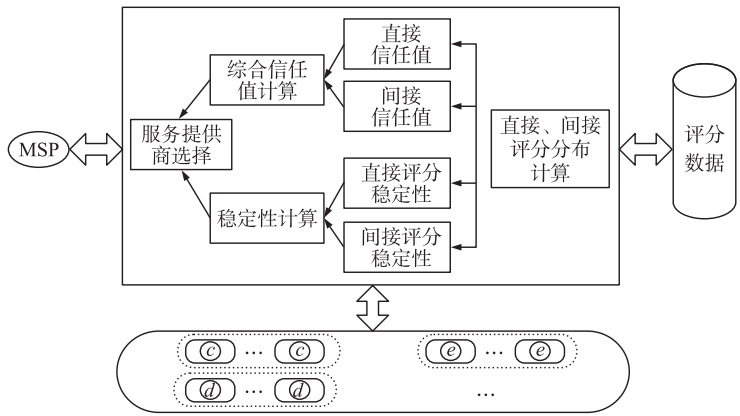 直接
信任值
综合信任
值计算
间接
信任值
直接、间接
评分分布
计算
服务提供
商选择
MSP
评分
数据
直接评分
稳定性
稳定性计算
间接评分
稳定性
c … c
e … e
d … d
…